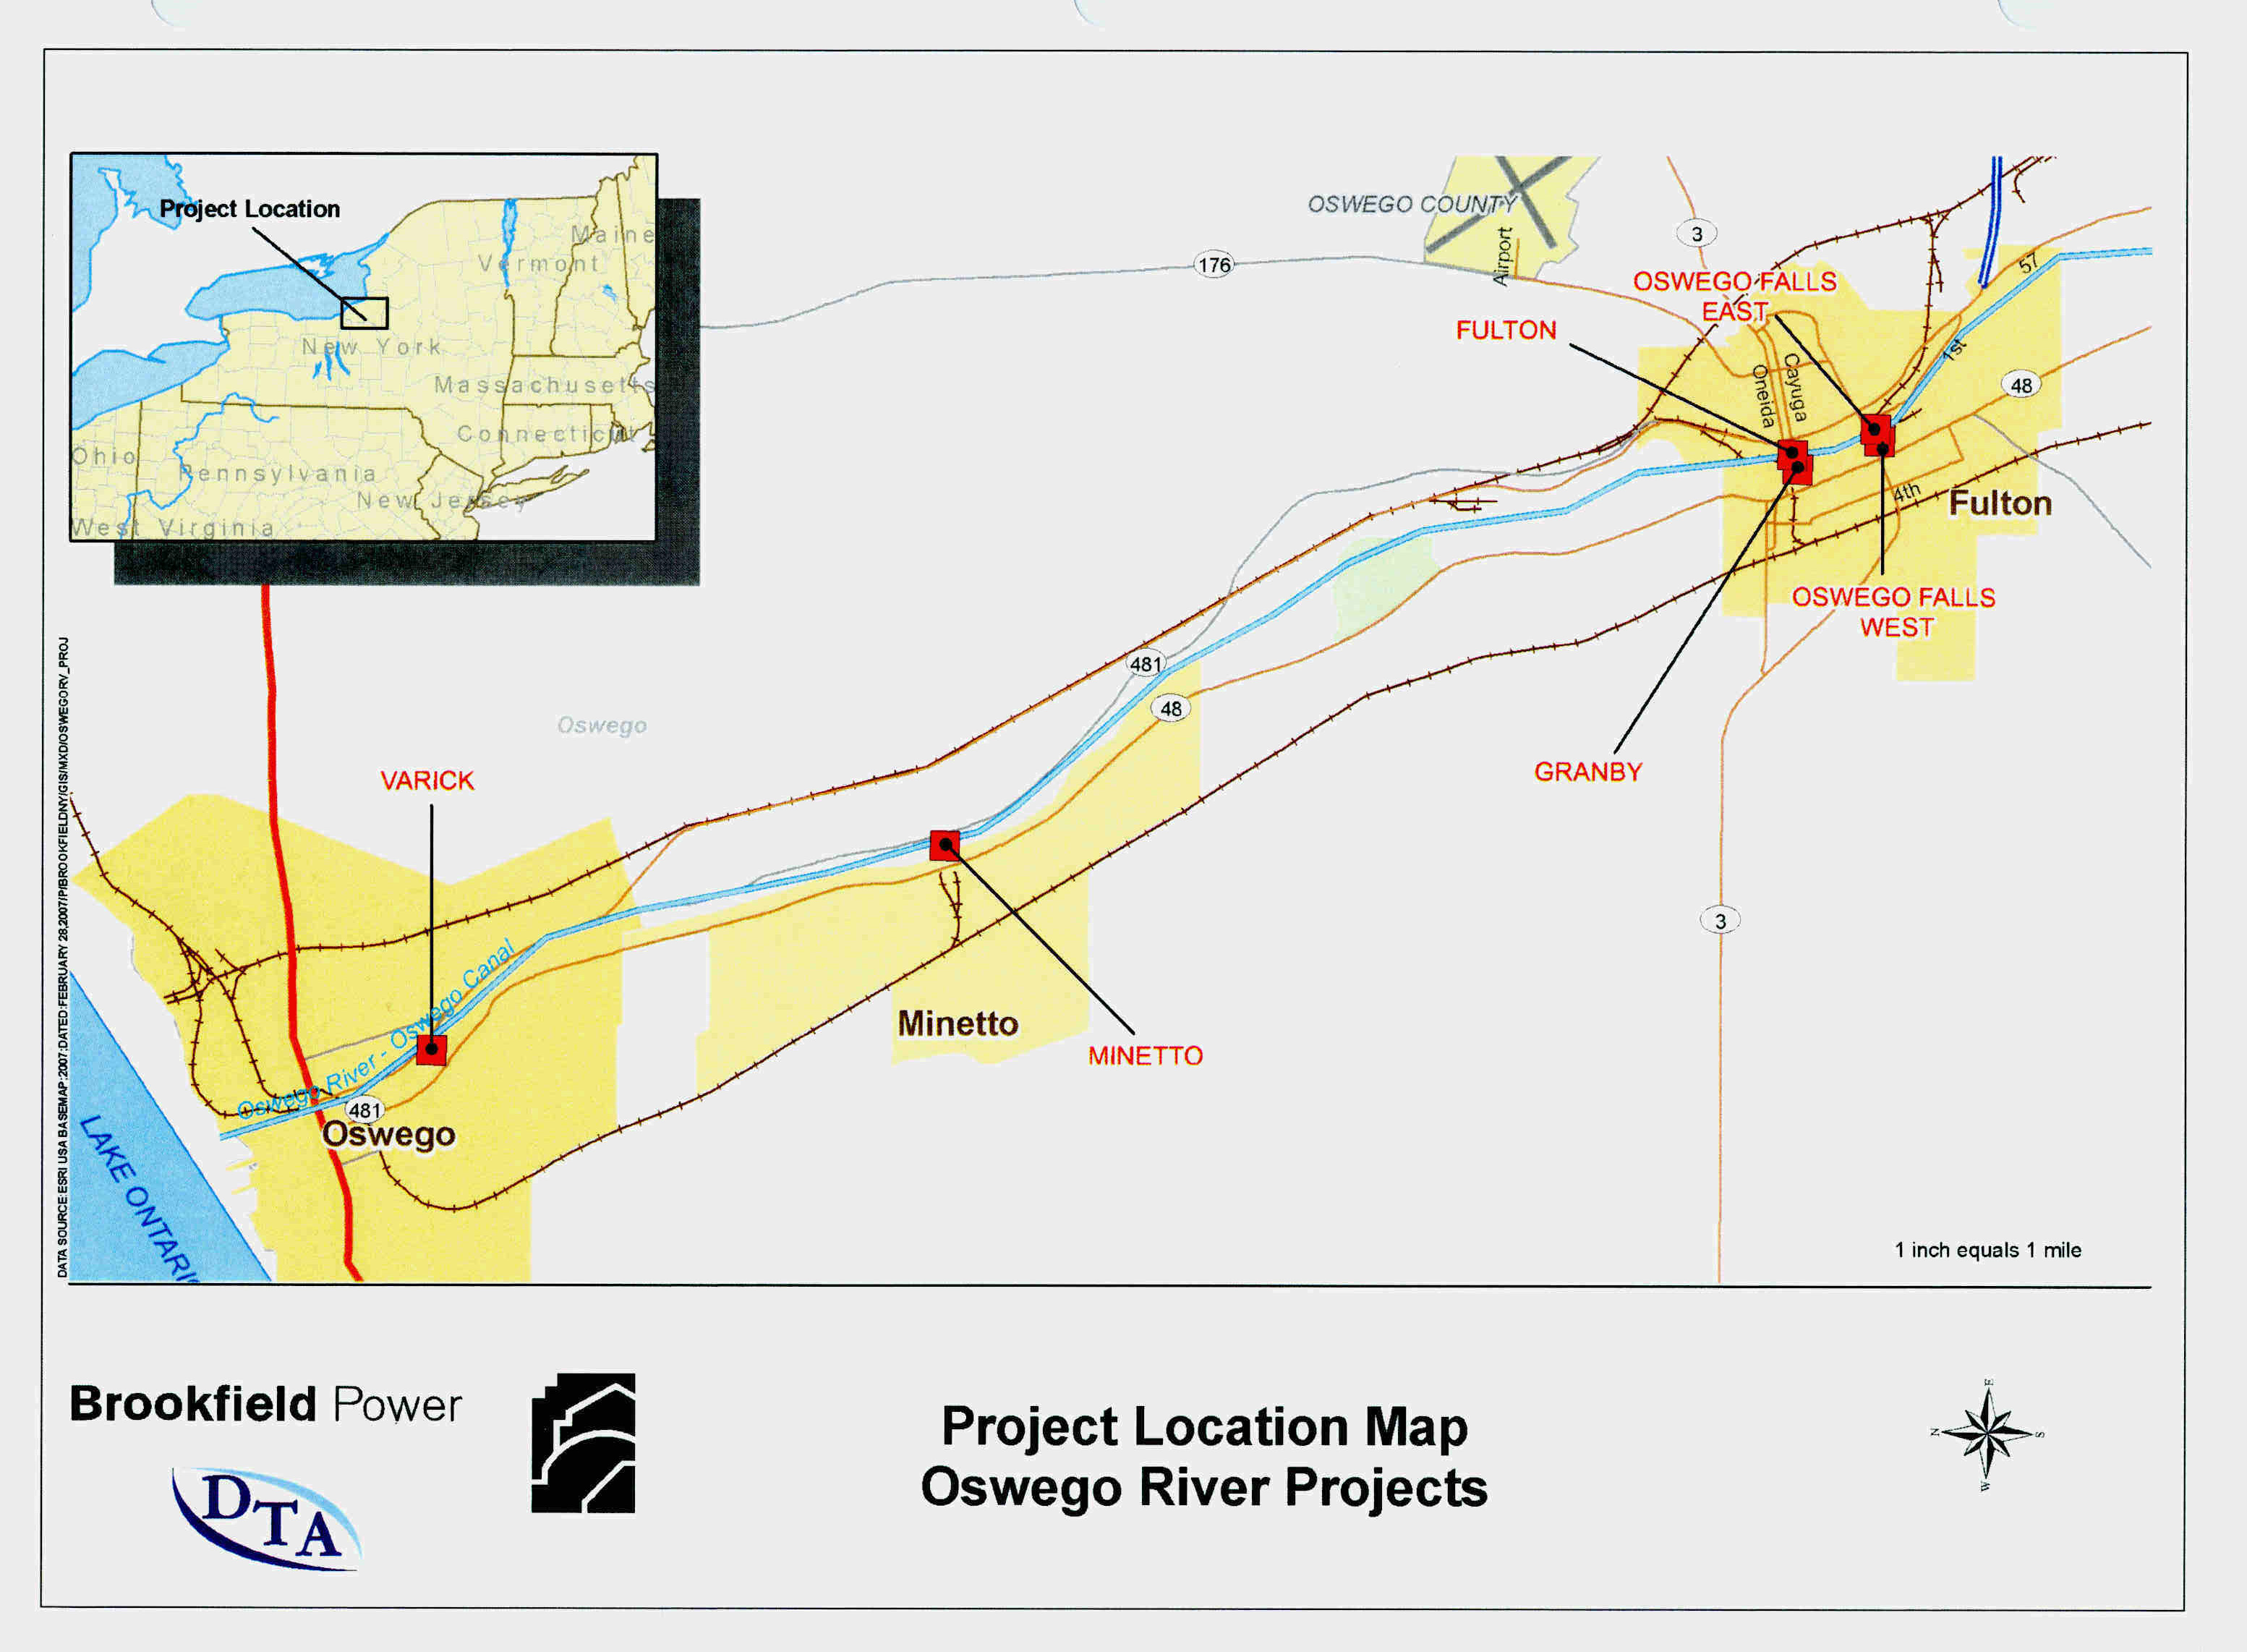 Project Location
Maine
Vermont
New York
Massachusetts
Connecticut
Ohio
Pennsylvania
New Jersey
West Virginia
OSWEGO COUNTY
Airport
176
3
OSWEGO FALLS
EAST
FULTON
Oneida
Cayuga
57
1st
48
4th
Fulton
OSWEGO FALLS
WEST
GRANBY
481
48
Oswego
VARICK
Oswego River - Oswego Canal
Minetto
MINETTO
3
481
Oswego
LAKE ONTARIO
DATA SOURCE:ESRI USA BASEMAP:2007:DATED:FEBRUARY 28,2007/P/BROOKFIELDNY/GIS/MXD/OSWEGORV_PROJ
1 inch equals 1 mile
Brookfield Power
DTA
Project Location Map
Oswego River Projects
E
N
S
W